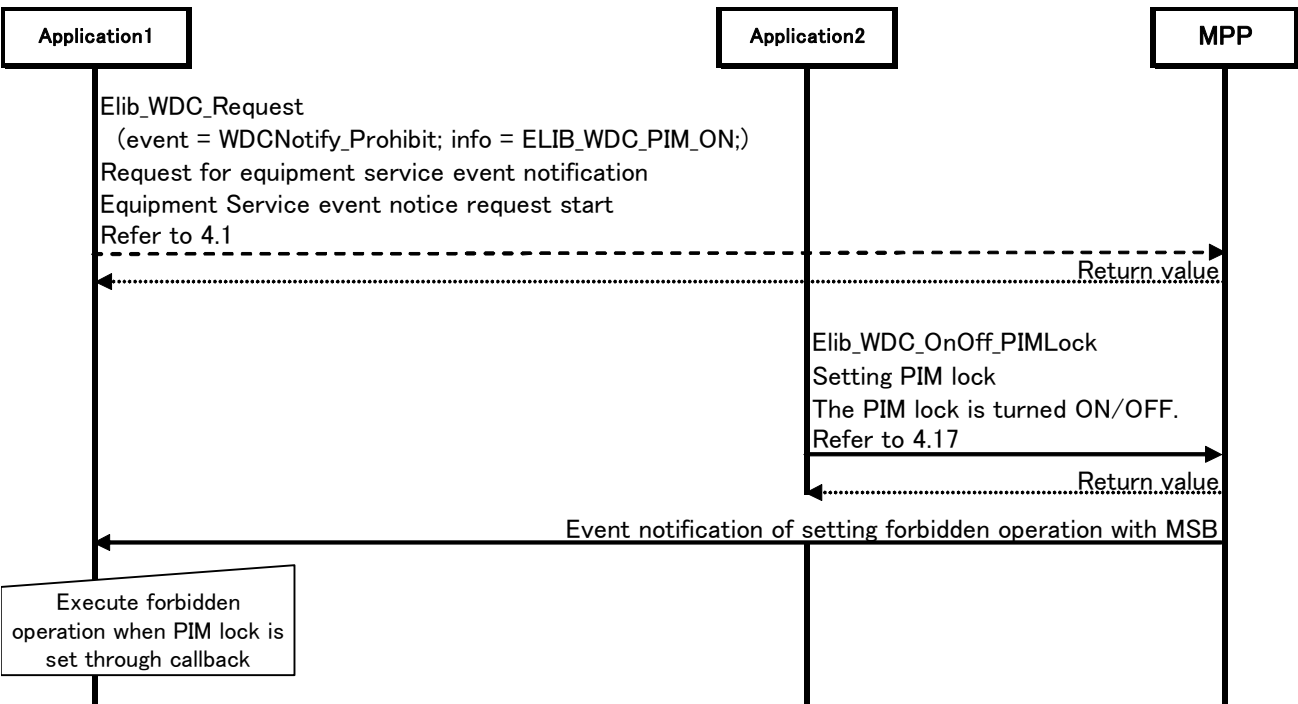 Application1
Application2
MPP
Elib_WDC_Request
(event = WDCNotify_Prohibit; info = ELIB_WDC_PIM_ON;)
Request for equipment service event notification
Equipment Service event notice request start
Refer to 4.1
Return value
Elib_WDC_OnOff_PIMLock
Setting PIM lock
The PIM lock is turned ON/OFF.
Refer to 4.17
Return value
Event notification of setting forbidden operation with MSB
Execute forbidden
operation when PIM lock is
set through callback